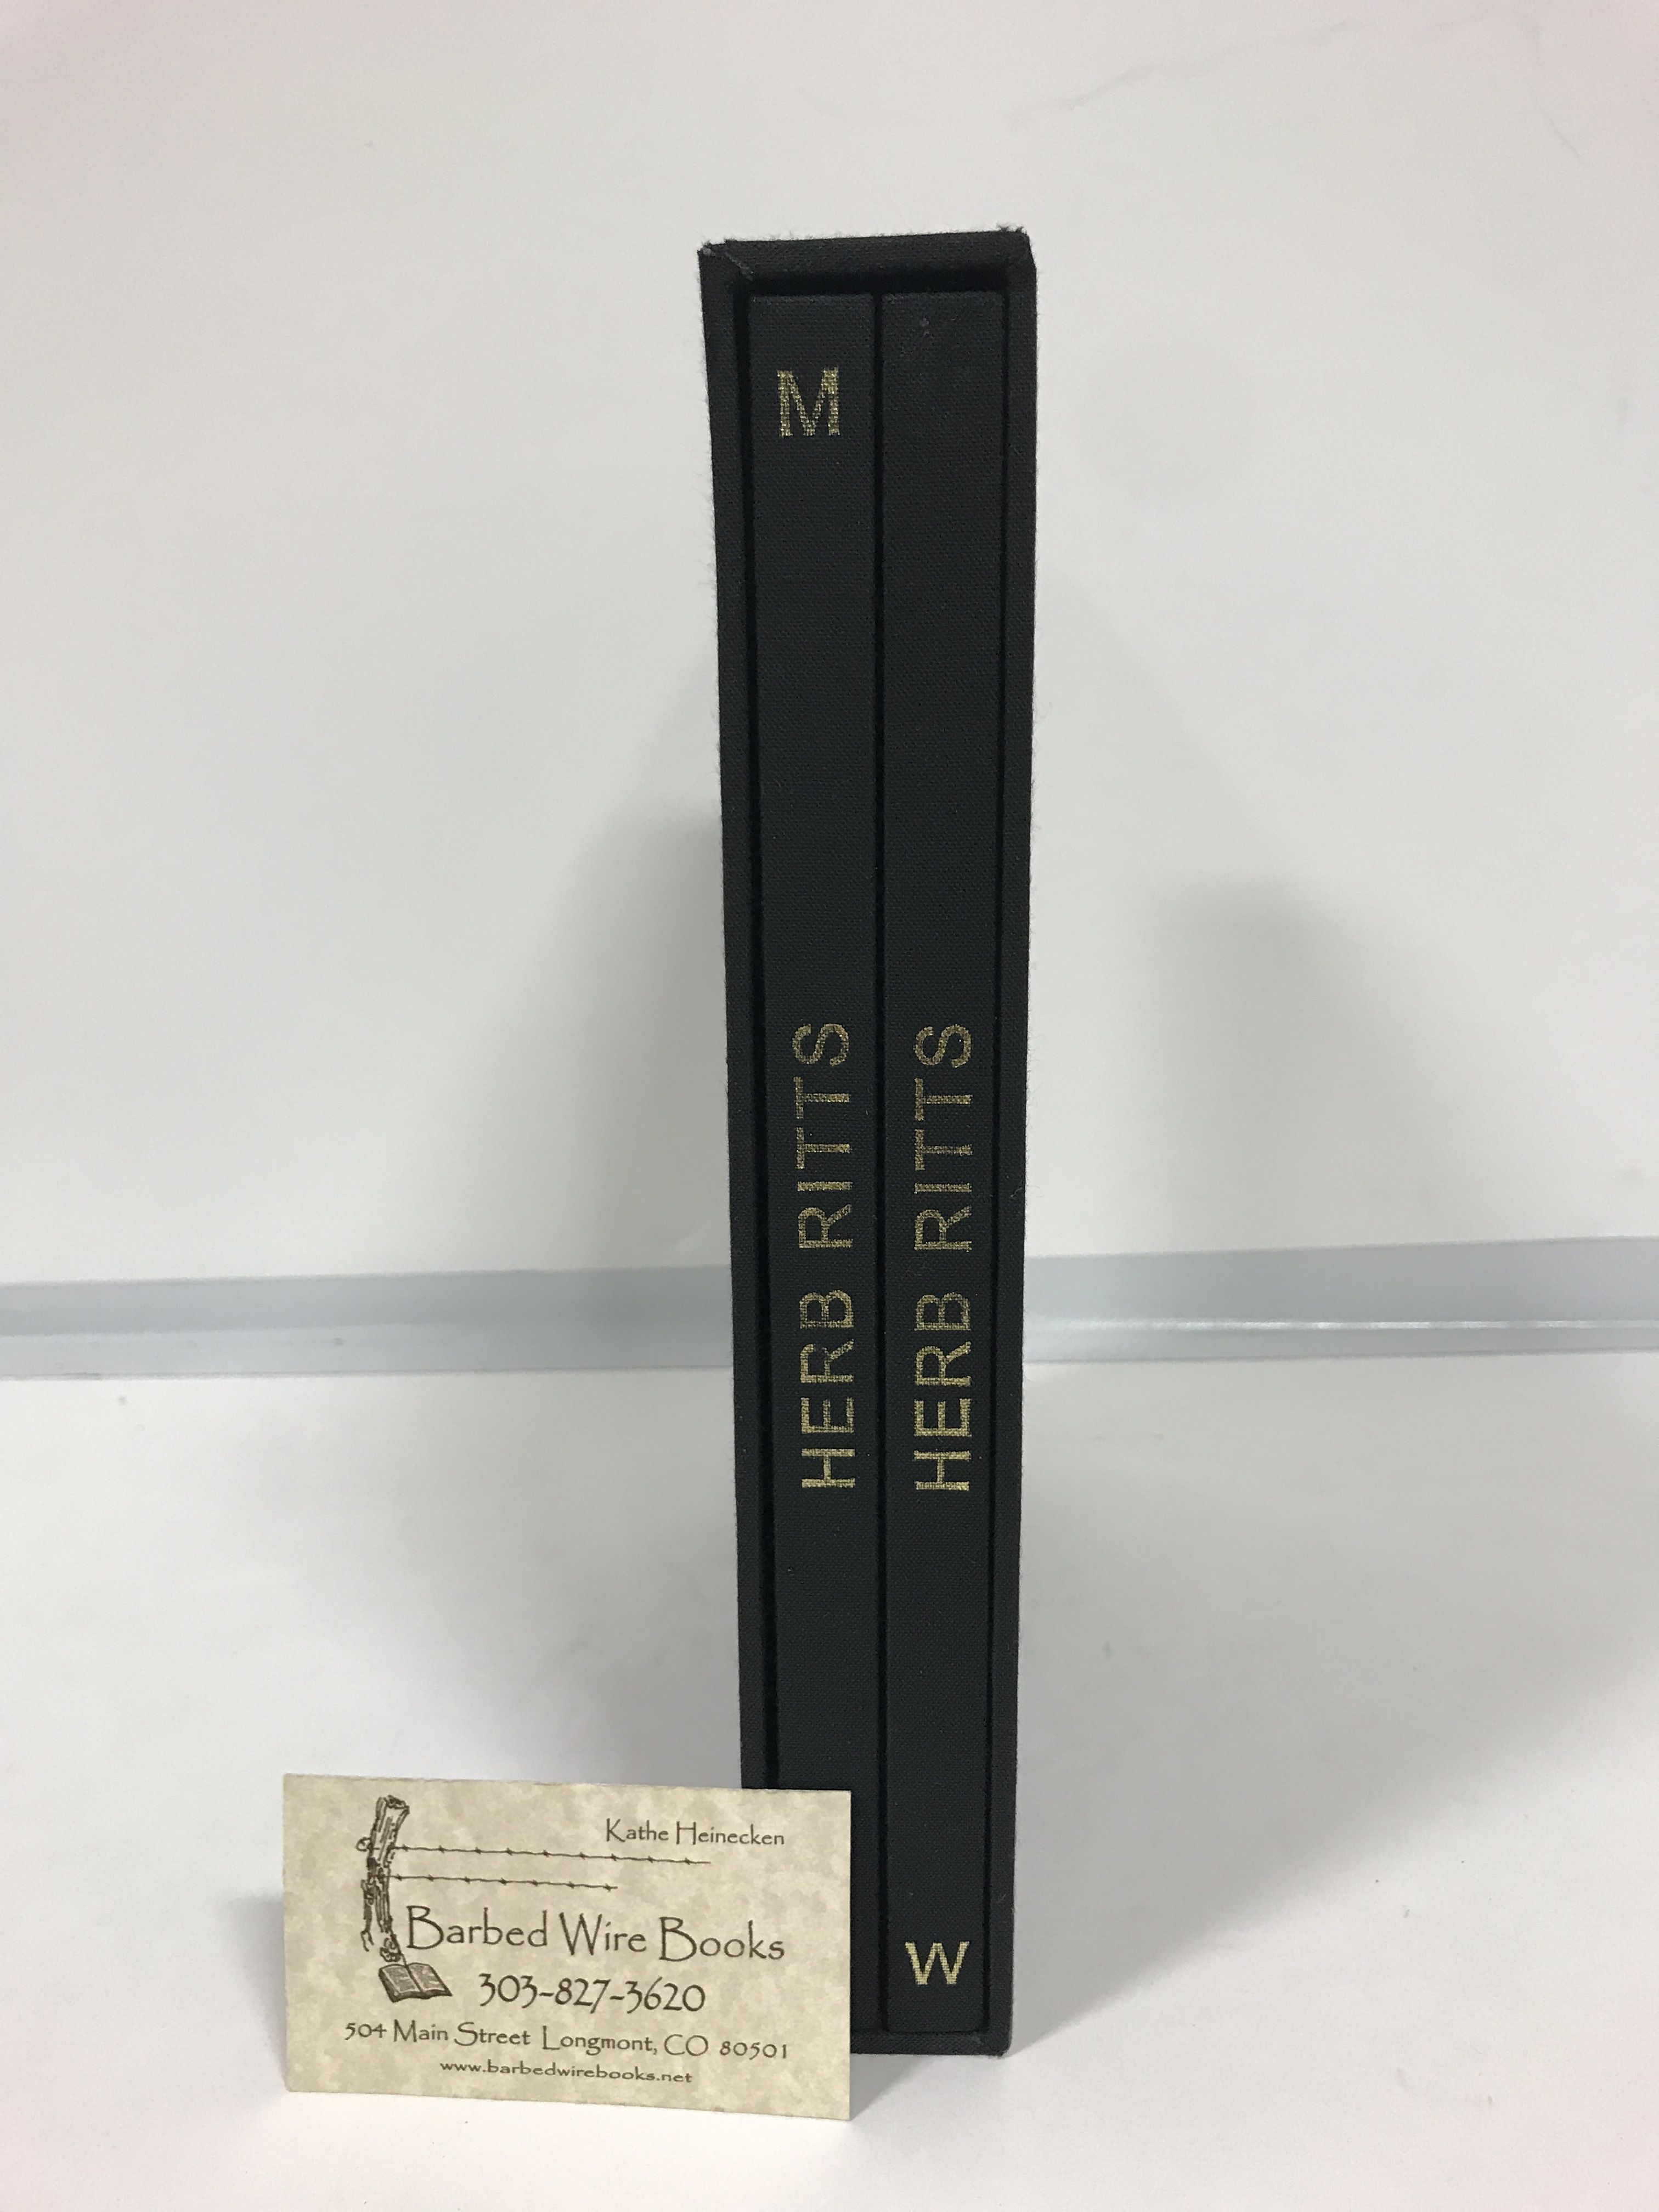 M
HERB RITTS
HERB RITTS
W
Kathe Heinecken
Barbed Wire Books
303-827-3620
504 Main Street Longmont, CO 80501
www.barbedwirebooks.net